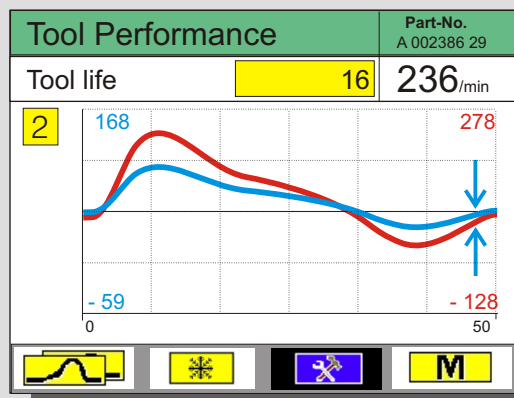 Tool Performance
Part-No.
A 002386 29
Tool life 16 236/min
2 168 278
- 59 - 128
0 50
M